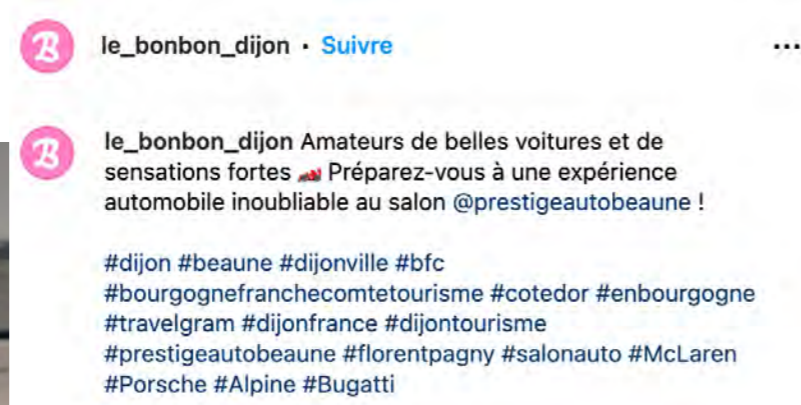 le_bonbon_dijon · Suivre
le_bonbon_dijon Amateurs de belles voitures et de
sensations fortes 🏎️ Préparez-vous à une expérience
automobile inoubliable au salon @prestigeautobeaune !
#dijon #beaune #dijonville #bfc
#bourgognefranchecomtetourisme #cotedor #enbourgogne
#travelgram #dijonfrance #dijontourisme
#prestigeautobeaune #florentpagny #salonauto #McLaren
#Porsche #Alpine #Bugatti